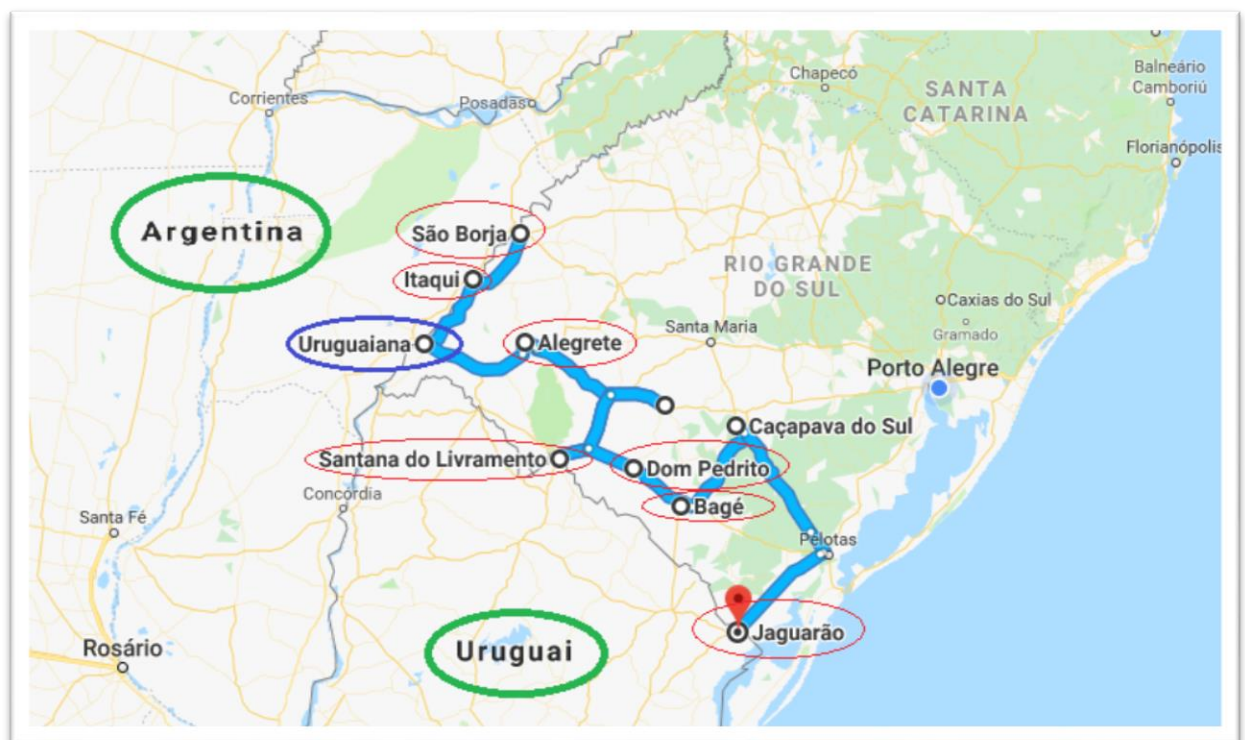 Chapecó
SANTA
CATARINA
Balneário
Camboriú
Corrientes
Posadas
Florianópolis
Argentina
São Borja
Itaqui
RIO GRANDE
DO SUL
Caxias do Sul
Gramado
Santa Maria
Uruguaiana
Alegrete
Porto Alegre
Caçapava do Sul
Santana do Livramento
Dom Pedrito
Concórdia
Bagé
Santa Fé
Pelotas
Jaguarão
Rosário
Uruguai